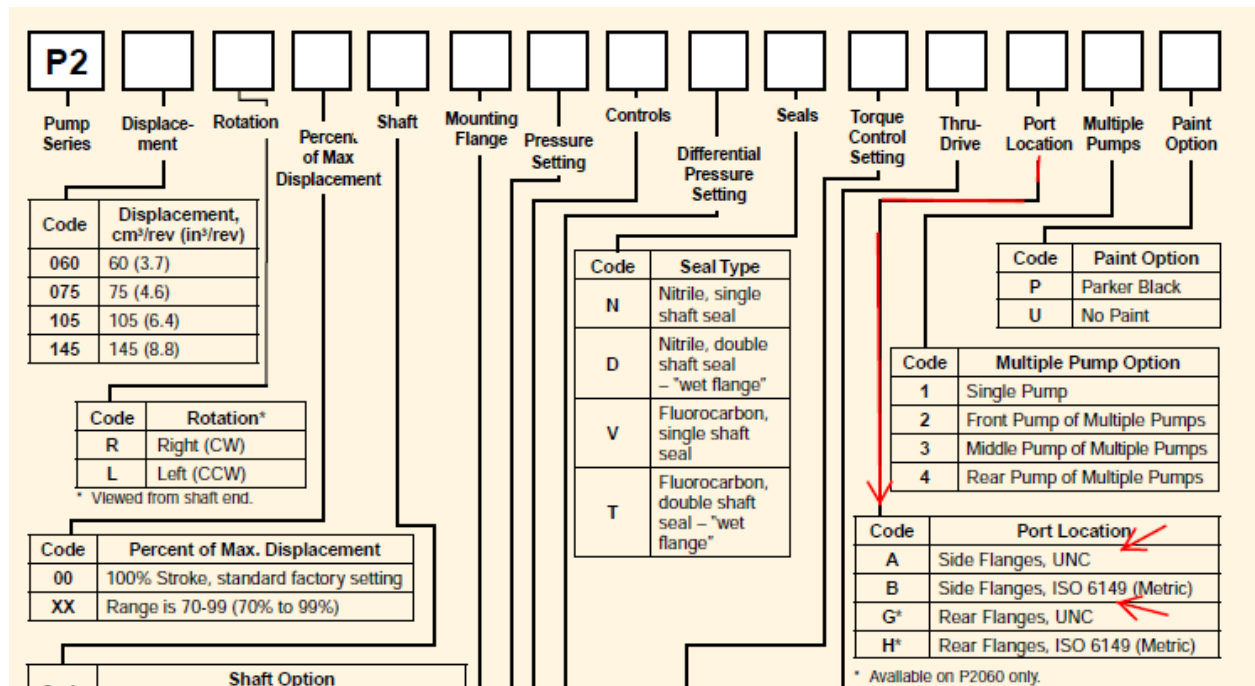 P2
Pump Series
Displace-ment
Rotation
Percent of Max Displacement
Shaft
Mounting Flange
Pressure Setting
Controls
Differential Pressure Setting
Seals
Torque Control Setting
Thru-Drive
Port Location
Multiple Pumps
Paint Option
Code Displacement, cm³/rev (in³/rev)
060 60 (3.7)
075 75 (4.6)
105 105 (6.4)
145 145 (8.8)
Code Rotation*
R Right (CW)
L Left (CCW)
* Viewed from shaft end.
Code Percent of Max. Displacement
00 100% Stroke, standard factory setting
XX Range is 70-99 (70% to 99%)
Shaft Option
Code Seal Type
N Nitrile, single shaft seal
D Nitrile, double shaft seal – "wet flange"
V Fluorocarbon, single shaft seal
T Fluorocarbon, double shaft seal – "wet flange"
Code Paint Option
P Parker Black
U No Paint
Code Multiple Pump Option
1 Single Pump
2 Front Pump of Multiple Pumps
3 Middle Pump of Multiple Pumps
4 Rear Pump of Multiple Pumps
Code Port Location
A Side Flanges, UNC
B Side Flanges, ISO 6149 (Metric)
G* Rear Flanges, UNC
H* Rear Flanges, ISO 6149 (Metric)
* Available on P2060 only.